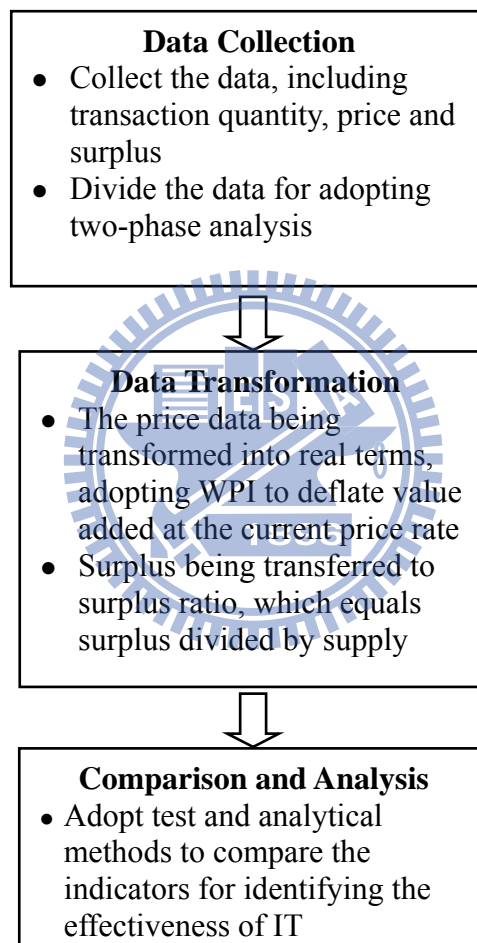 Data Collection
● Collect the data, including
transaction quantity, price and
surplus
● Divide the data for adopting
two-phase analysis
Data Transformation
● The price data being
transformed into real terms,
adopting WPI to deflate value
added at the current price rate
● Surplus being transferred to
surplus ratio, which equals
surplus divided by supply
Comparison and Analysis
● Adopt test and analytical
methods to compare the
indicators for identifying the
effectiveness of IT